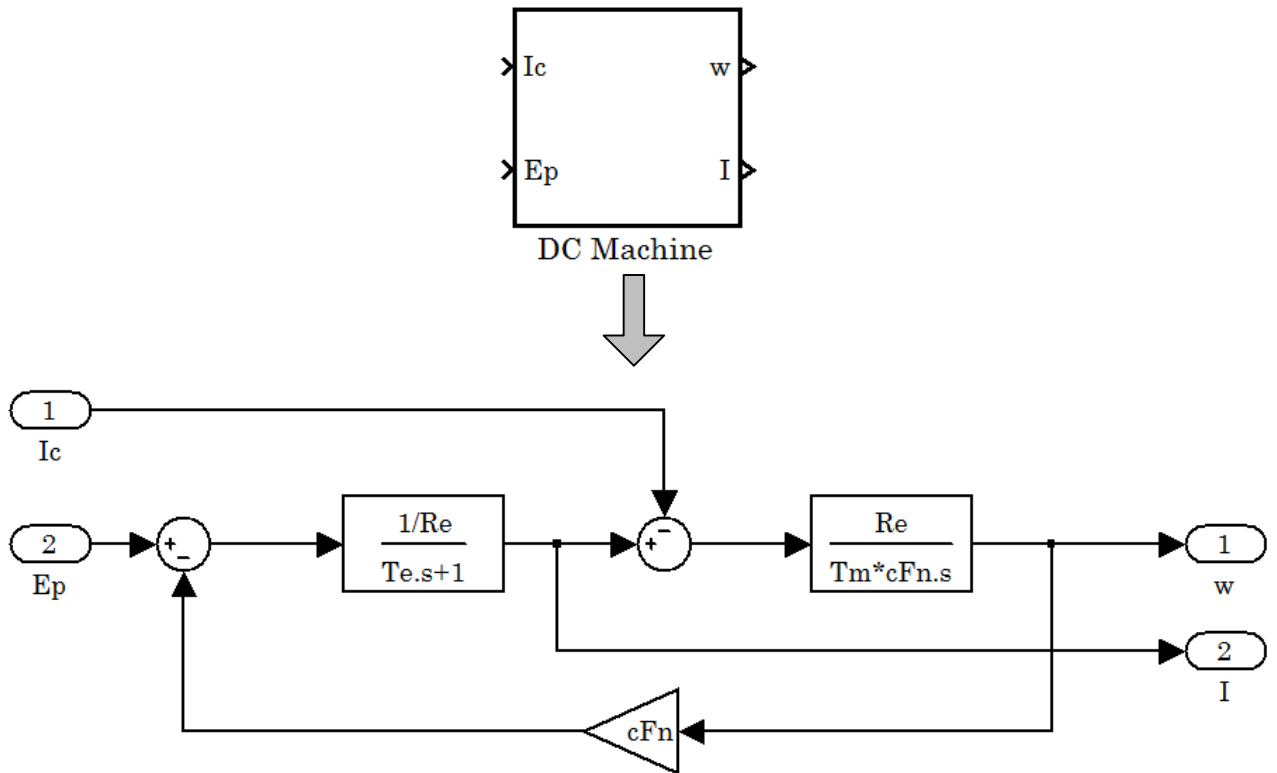 Ic
w
Ep
I
DC Machine
1
Ic
2
Ep
+
−
1/Re
Te.s+1
−
+
Re
Tm*cFn.s
1
w
2
I
cFn